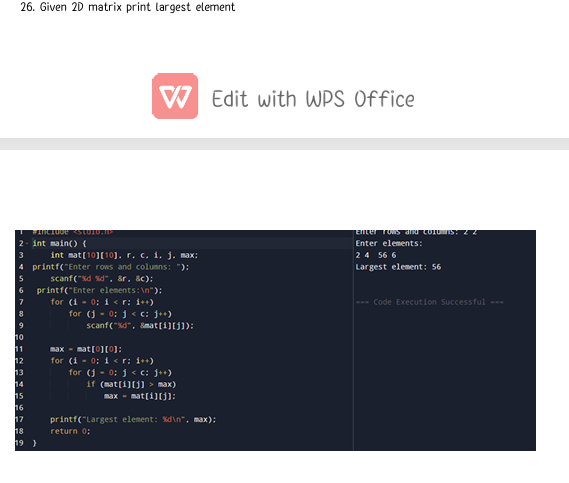 26. Given 2D matrix print largest element
Edit with WPS Office
1 #include <stdio.h>
2 int main() {
3 int mat[10][10], r, c, i, j, max;
4 printf("Enter rows and columns: ");
5 scanf("%d %d", &r, &c);
6 printf("Enter elements:\n");
7 for (i = 0; i < r; i++)
8 for (j = 0; j < c; j++)
9 scanf("%d", &mat[i][j]);
10
11 max = mat[0][0];
12 for (i = 0; i < r; i++)
13 for (j = 0; j < c; j++)
14 if (mat[i][j] > max)
15 max = mat[i][j];
16
17 printf("Largest element: %d\n", max);
18 return 0;
19 }
Enter rows and columns: 2 2
Enter elements:
2 4 56 6
Largest element: 56
=== Code Execution Successful ===